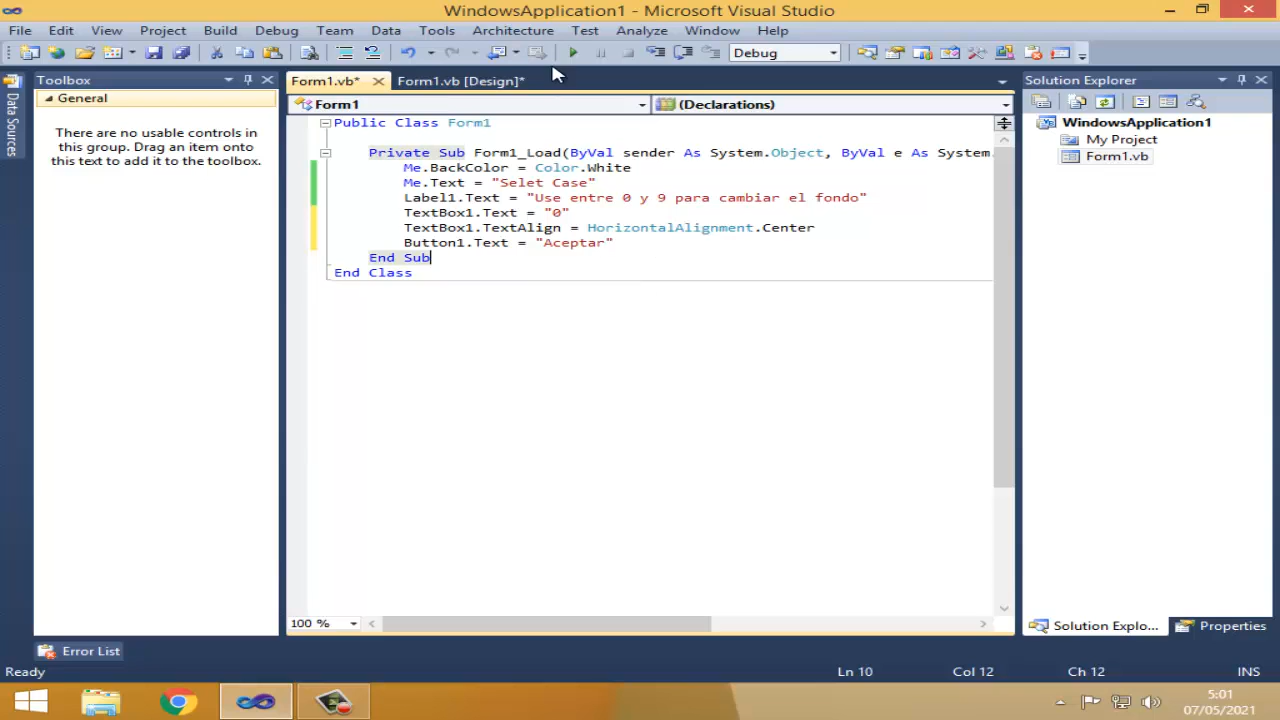 WindowsApplication1 - Microsoft Visual Studio
File Edit View Project Build Debug Team Data Tools Architecture Test Analyze Window Help
Debug
Data Sources
Toolbox
General
There are no usable controls in
this group. Drag an item onto
this text to add it to the toolbox.
Form1.vb*
Form1.vb [Design]*
Form1
(Declarations)
Public Class Form1
Private Sub Form1_Load(ByVal sender As System.Object, ByVal e As System.
Me.BackColor = Color.White
Me.Text = "Selet Case"
Label1.Text = "Use entre 0 y 9 para cambiar el fondo"
TextBox1.Text = "0"
TextBox1.TextAlign = HorizontalAlignment.Center
Button1.Text = "Aceptar"
End Sub
End Class
100 %
Solution Explorer
WindowsApplication1
My Project
Form1.vb
Solution Explo...
Properties
Error List
Ready
Ln 10
Col 12
Ch 12
INS
5:01
07/05/2021